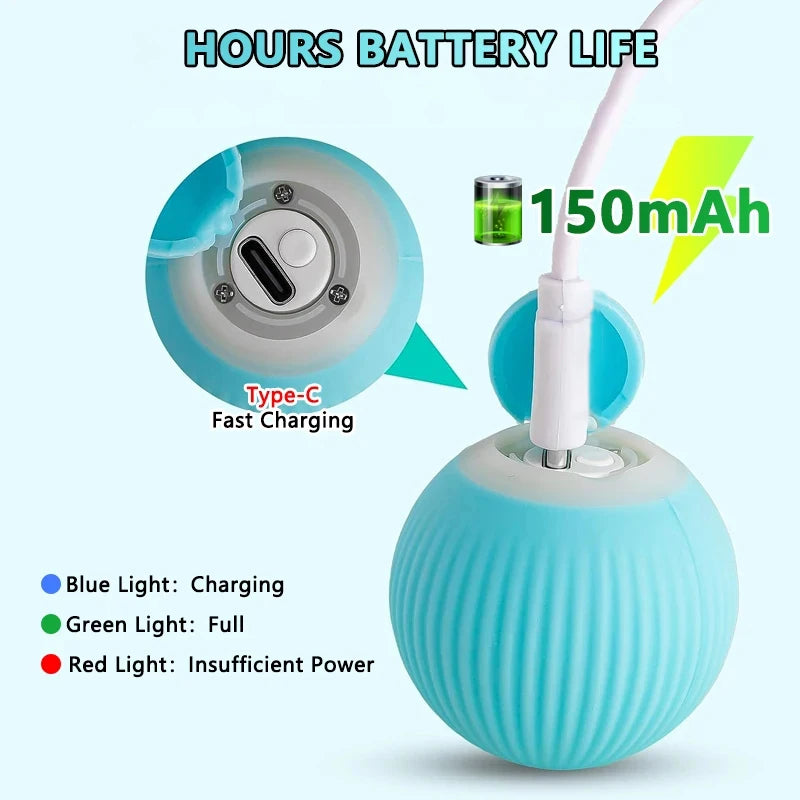 HOURS BATTERY LIFE
150mAh
Type-C
Fast Charging
Blue Light: Charging
Green Light: Full
Red Light: Insufficient Power